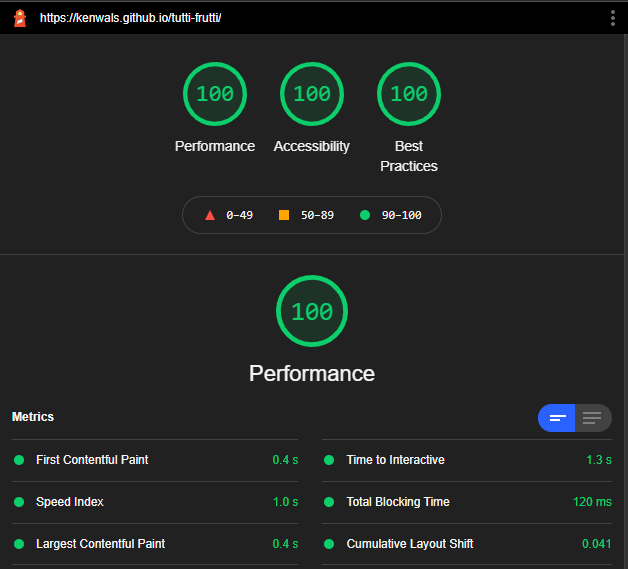 https://kenwals.github.io/tutti-frutti/
100 100 100
Performance Accessibility Best
Practices
0–49 50–89 90–100
100
Performance
Metrics
First Contentful Paint 0.4 s
Time to Interactive 1.3 s
Speed Index 1.0 s
Total Blocking Time 120 ms
Largest Contentful Paint 0.4 s
Cumulative Layout Shift 0.041